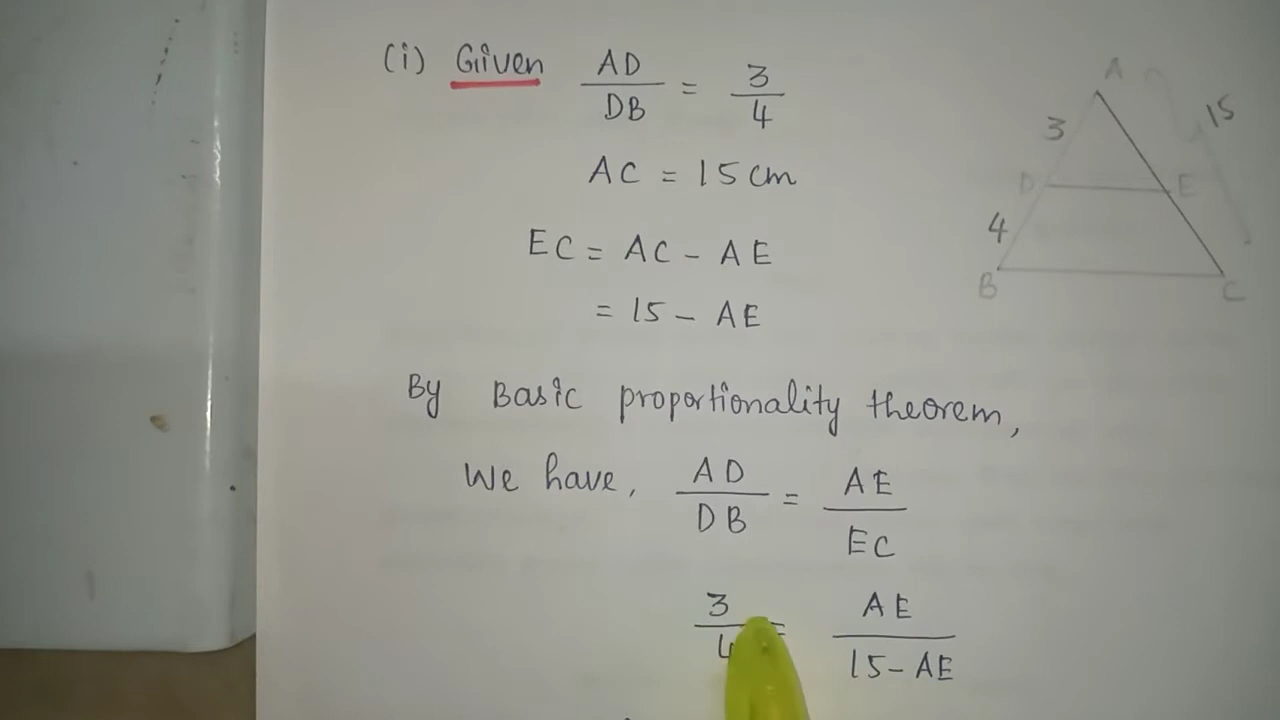 (i) Given AD/DB = 3/4
AC = 15 cm
EC = AC - AE
= 15 - AE
By Basic proportionality theorem,
We have, AD/DB = AE/EC
3/4 = AE/(15-AE)
A
3
15
D
E
4
B
C